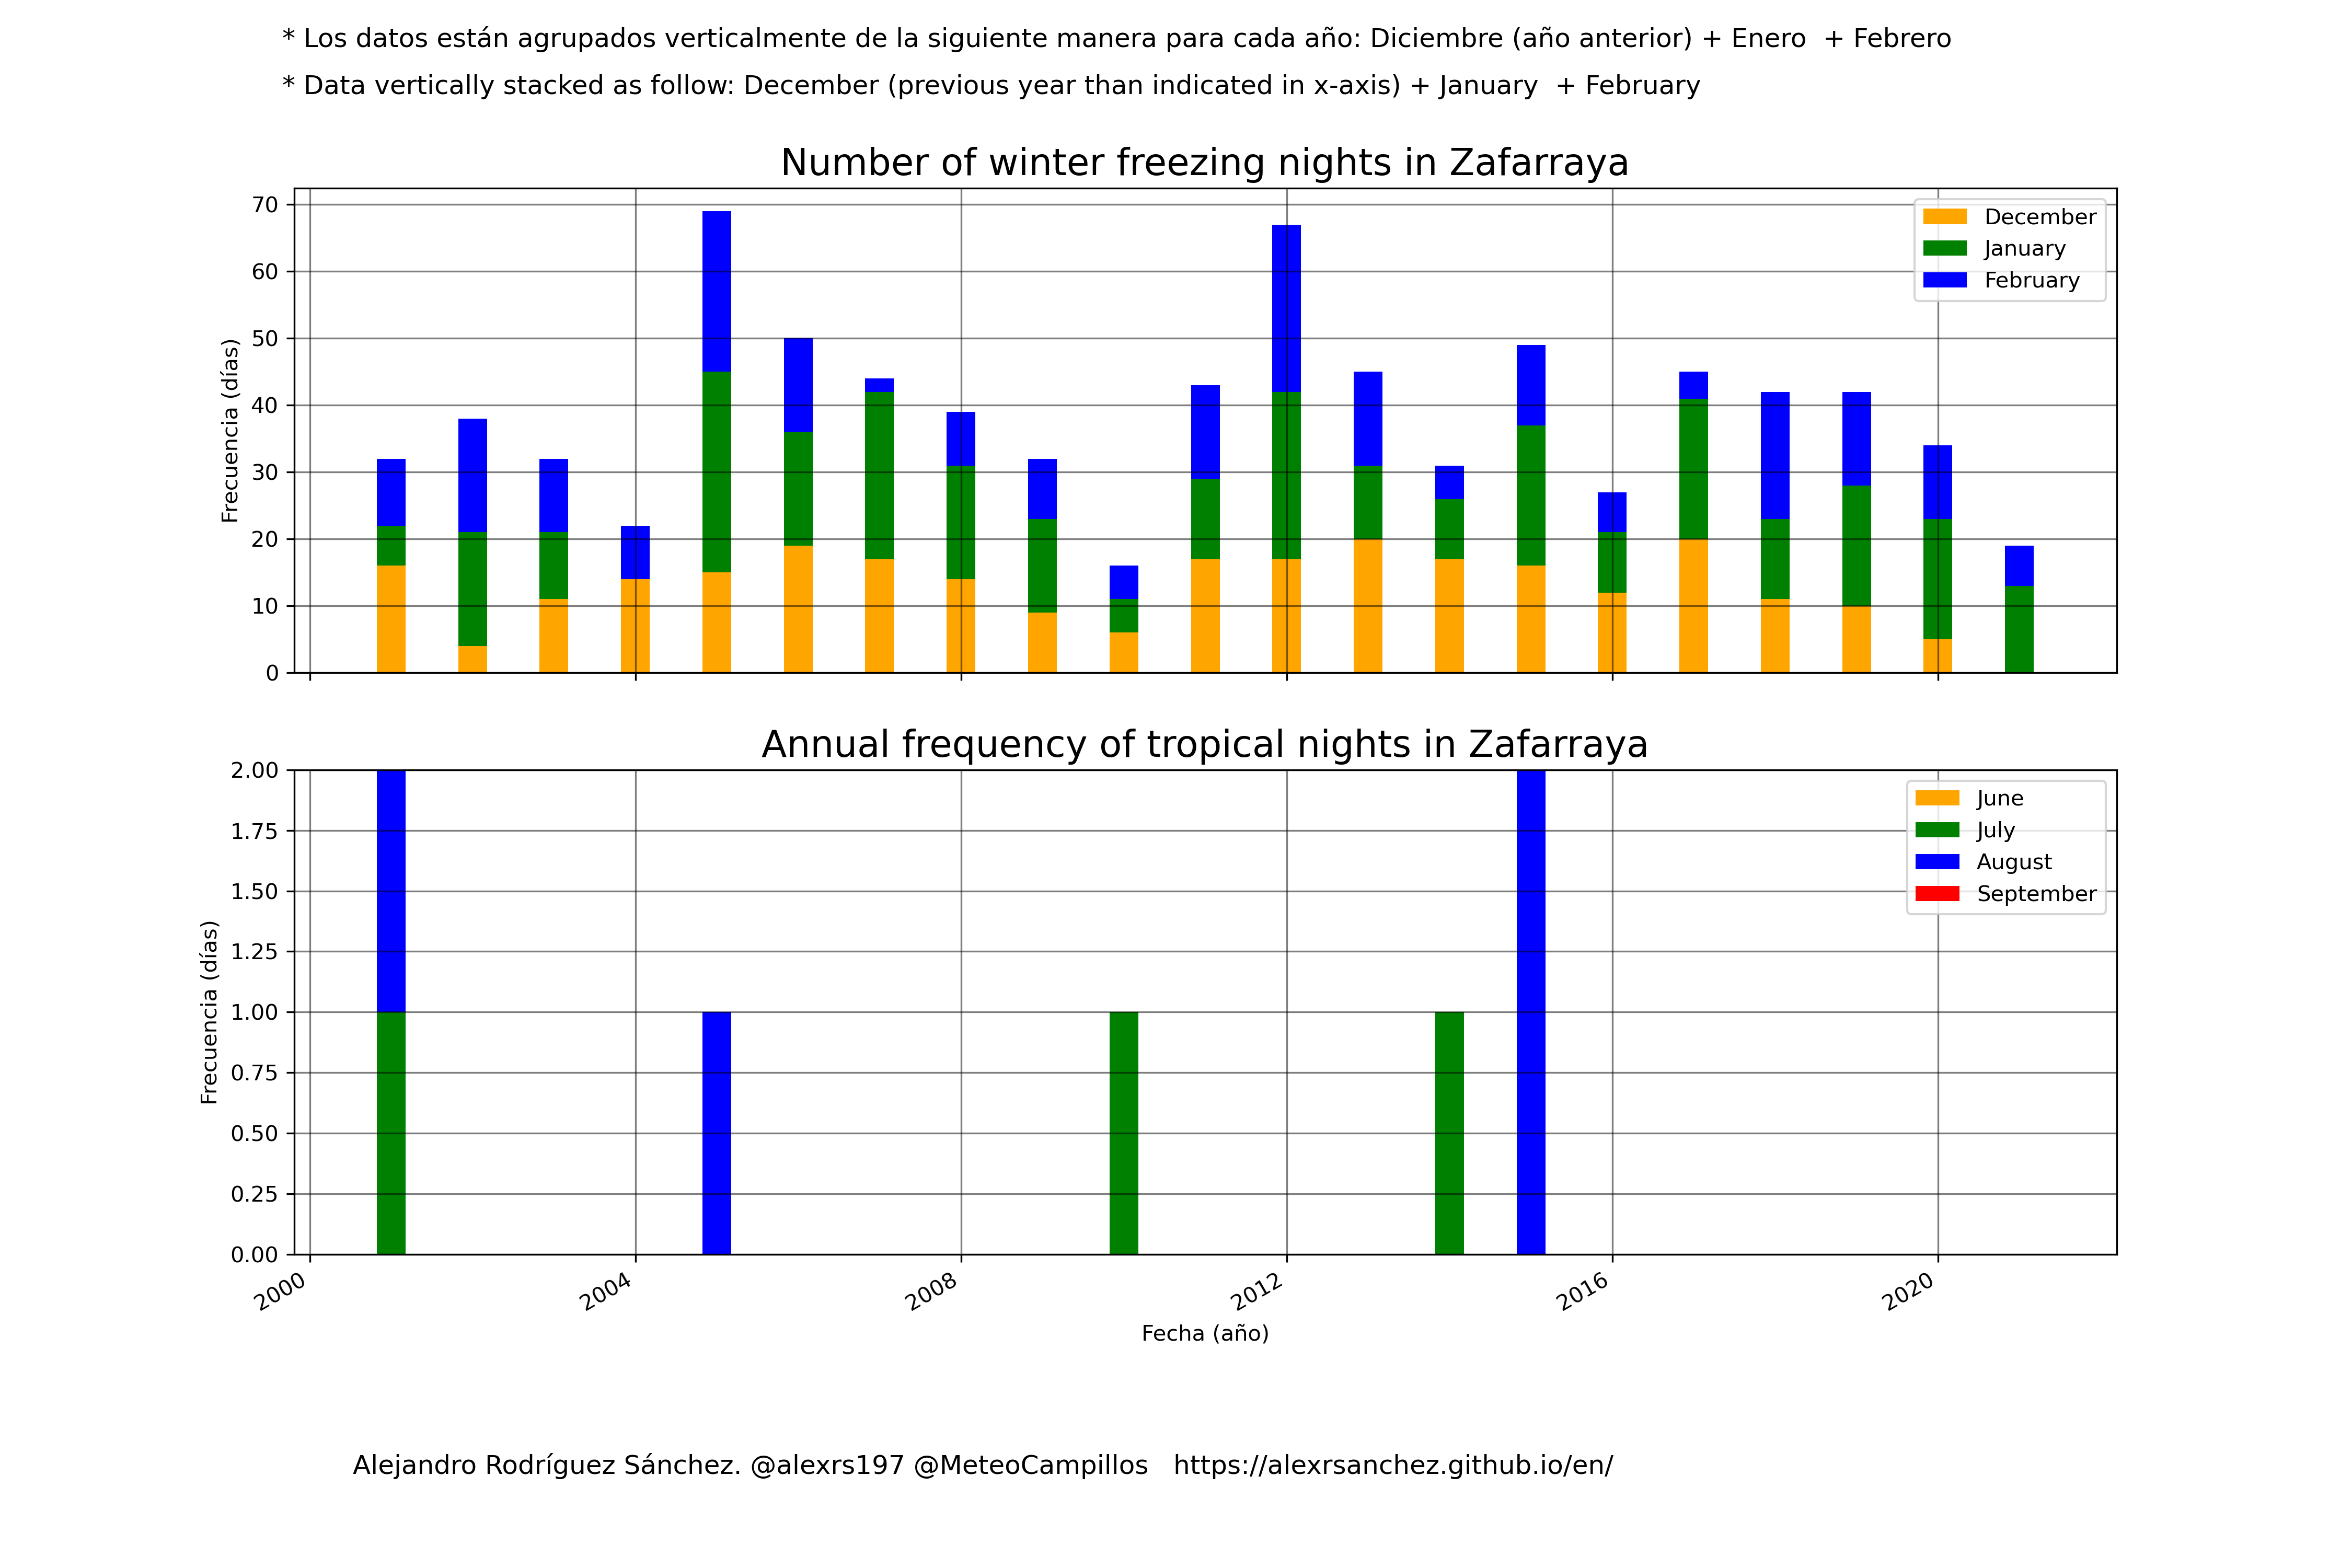 * Los datos están agrupados verticalmente de la siguiente manera para cada año: Diciembre (año anterior) + Enero  + Febrero
* Data vertically stacked as follow: December (previous year than indicated in x-axis) + January  + February
Number of winter freezing nights in Zafarraya
70
60
50
40
30
20
10
0
Frecuencia (días)
December
January
February
Annual frequency of tropical nights in Zafarraya
2.00
1.75
1.50
1.25
1.00
0.75
0.50
0.25
0.00
Frecuencia (días)
June
July
August
September
2000 2004 2008 2012 2016 2020
Fecha (año)
Alejandro Rodríguez Sánchez. @alexrs197 @MeteoCampillos   https://alexrsanchez.github.io/en/